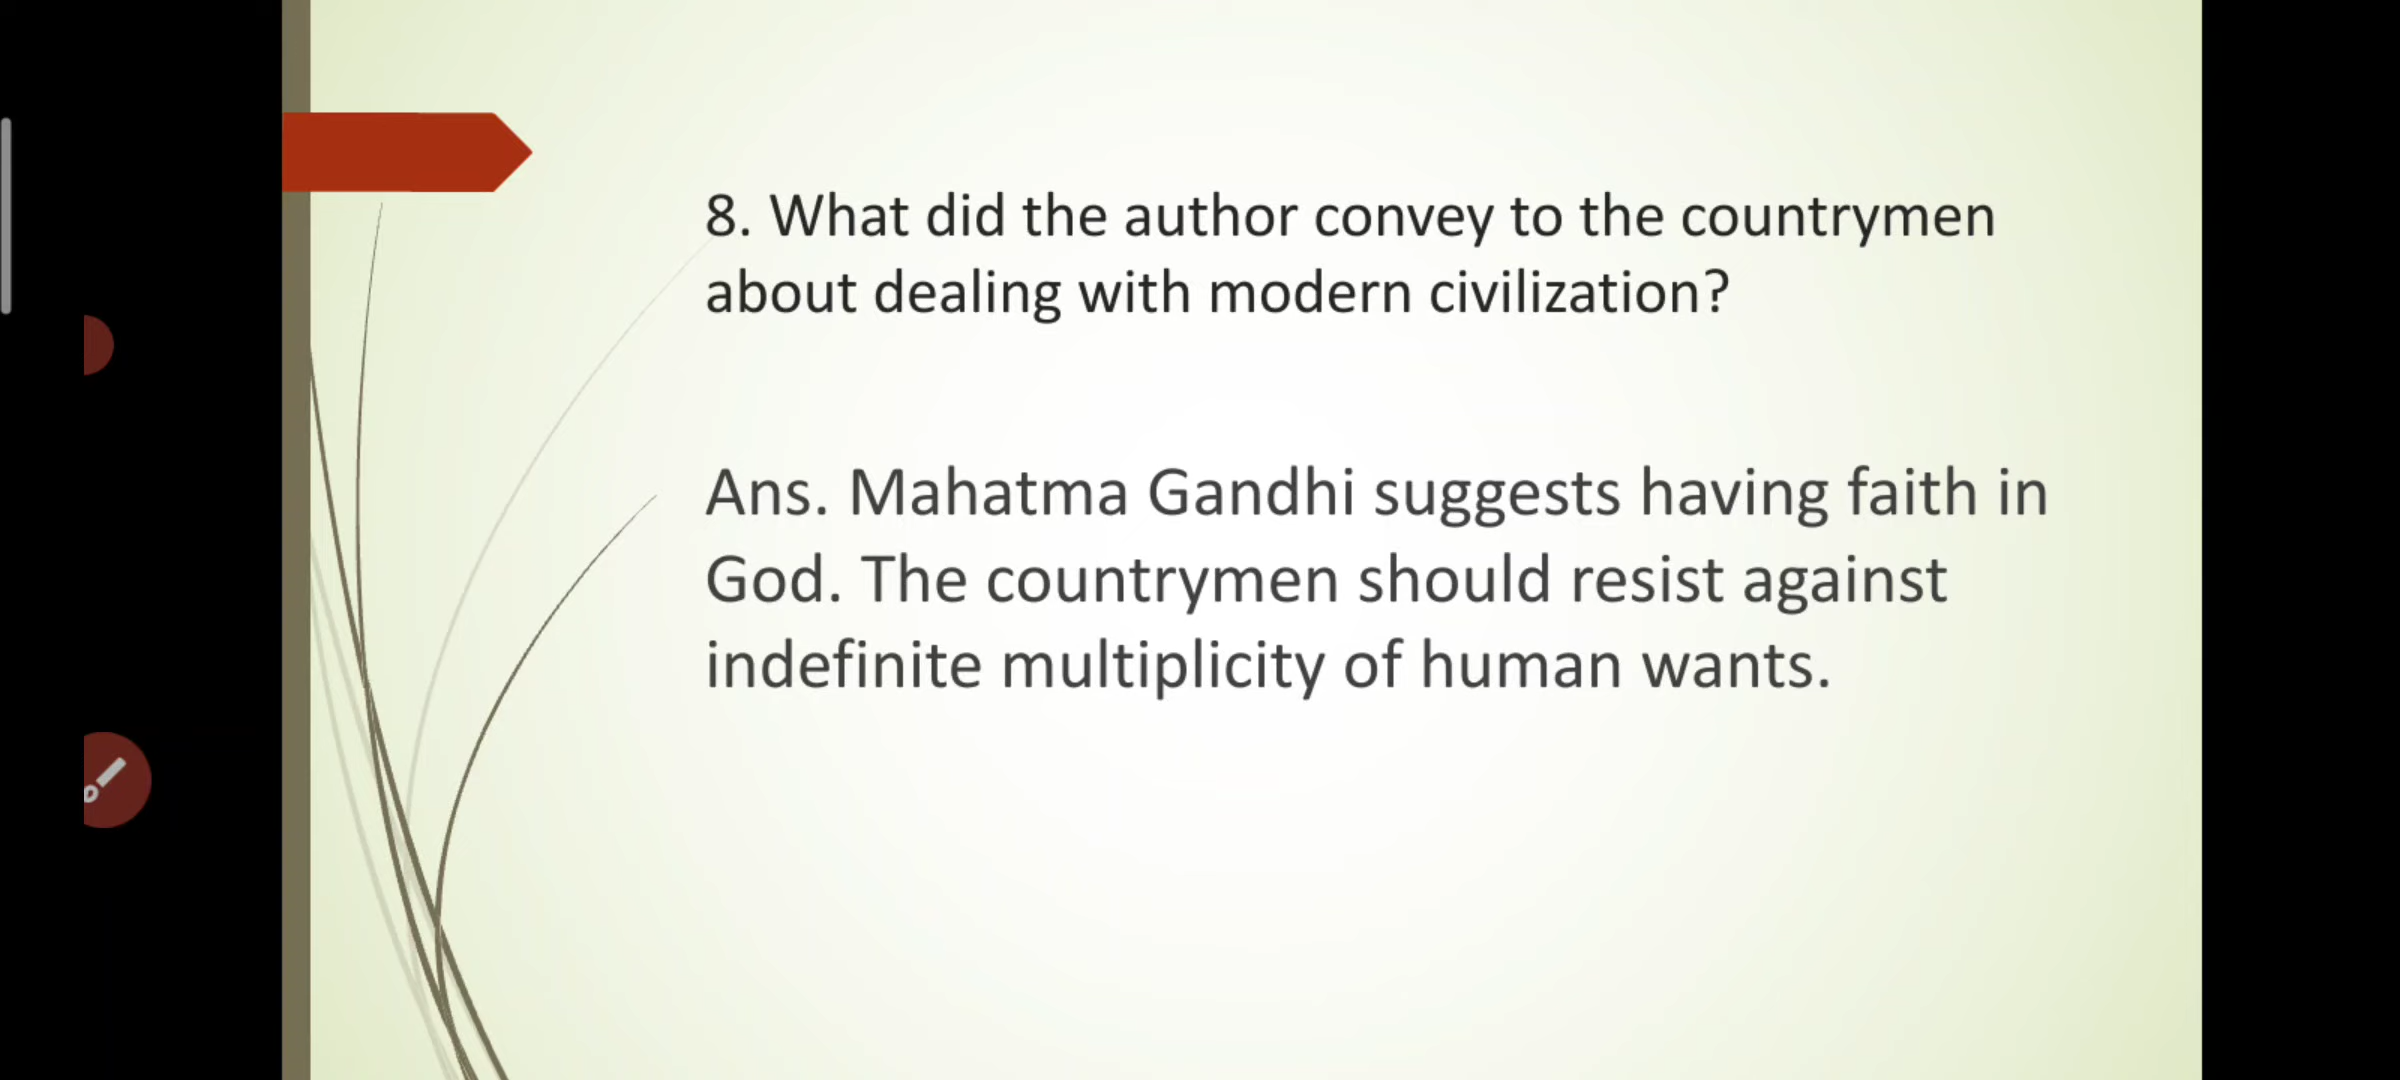 8. What did the author convey to the countrymen
about dealing with modern civilization?
Ans. Mahatma Gandhi suggests having faith in
God. The countrymen should resist against
indefinite multiplicity of human wants.